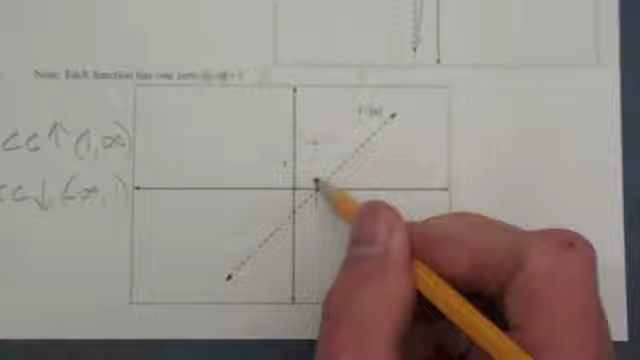 Note: Each function has one zero
cc↑ (1,∞)
cc↓ (-∞,1)
+